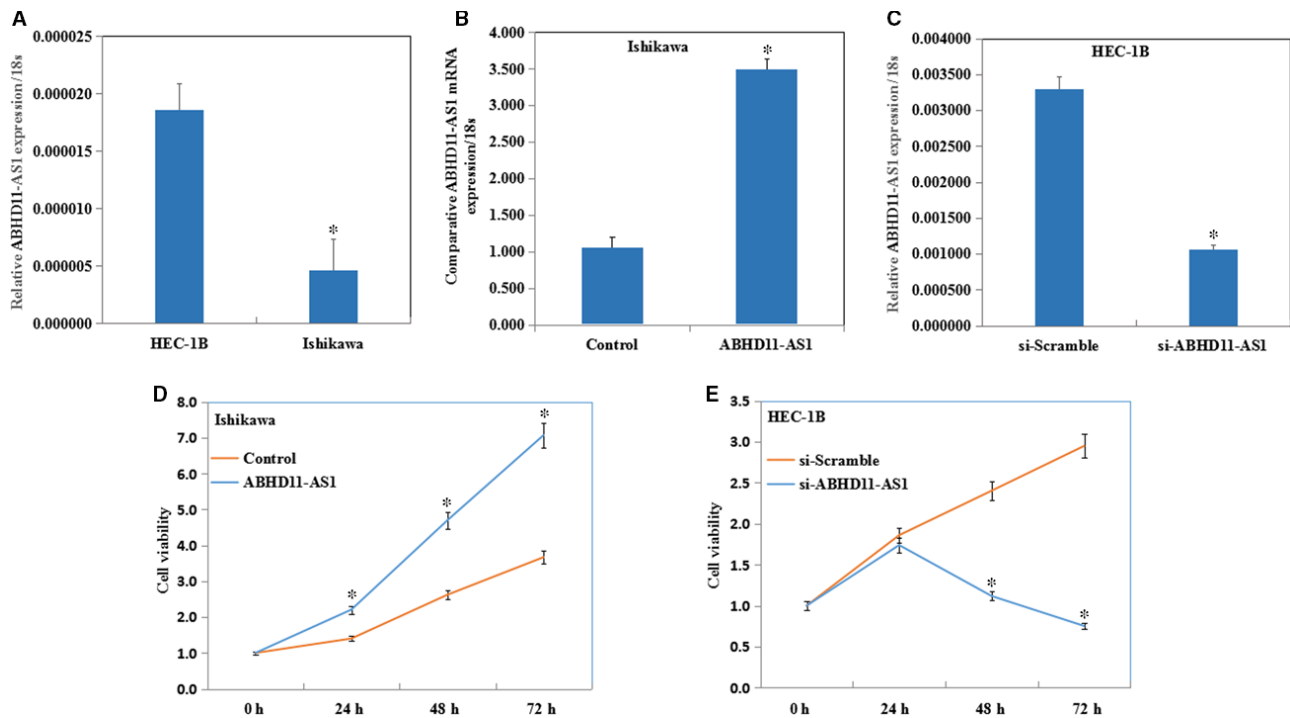 A
Relative ABHD11-AS1 expression/18s
0.000025
0.000020
0.000015
0.000010
0.000005
0.000000
*
HEC-1B
Ishikawa
B
Comparative ABHD11-AS1 mRNA
expression/18s
4.000
3.500
3.000
2.500
2.000
1.500
1.000
0.500
0.000
Ishikawa
*
Control
ABHD11-AS1
C
Relative ABHD11-AS1 expression/18s
0.004000
0.003500
0.003000
0.002500
0.002000
0.001500
0.001000
0.000500
0.000000
HEC-1B
*
si-Scramble
si-ABHD11-AS1
D
Cell viability
8.0
7.0
6.0
5.0
4.0
3.0
2.0
1.0
0.0
Ishikawa
Control
ABHD11-AS1
*
*
*
0 h
24 h
48 h
72 h
E
Cell viability
3.5
3.0
2.5
2.0
1.5
1.0
0.5
0.0
HEC-1B
si-Scramble
si-ABHD11-AS1
*
*
0 h
24 h
48 h
72 h